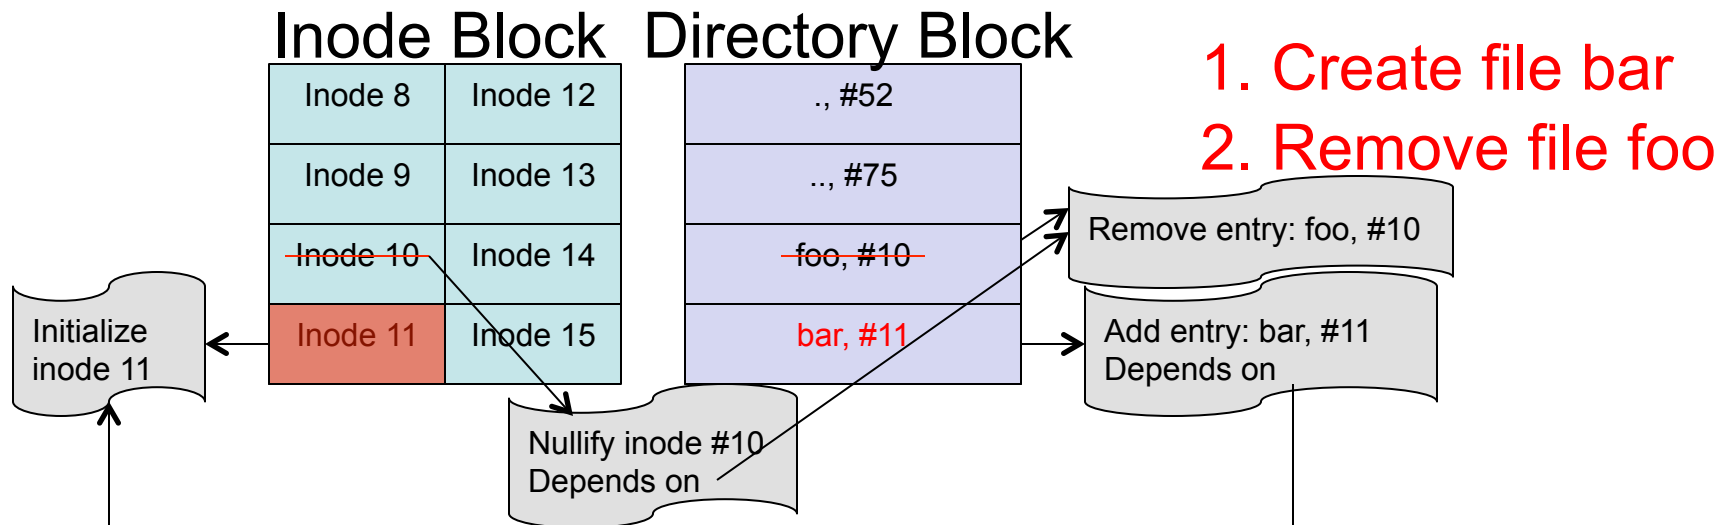 Inode Block
Directory Block
1. Create file bar
2. Remove file foo
Inode 8
Inode 12
., #52
Inode 9
Inode 13
.., #75
Inode 10
Inode 14
foo, #10
Remove entry: foo, #10
Inode 11
Inode 15
bar, #11
Initialize
inode 11
Add entry: bar, #11
Depends on
Nullify inode #10
Depends on